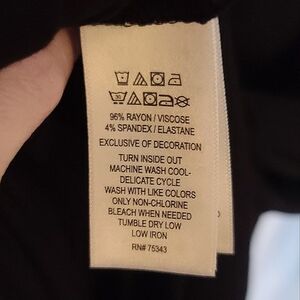 96% RAYON / VISCOSE
4% SPANDEX / ELASTANE
EXCLUSIVE OF DECORATION
TURN INSIDE OUT
MACHINE WASH COOL-
DELICATE CYCLE
WASH WITH LIKE COLORS
ONLY NON-CHLORINE
BLEACH WHEN NEEDED
TUMBLE DRY LOW
LOW IRON
RN# 76343